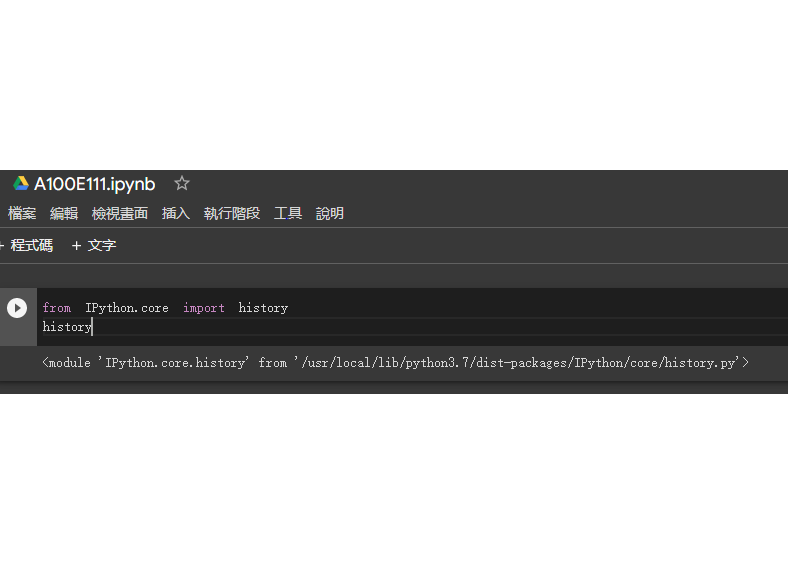 A100E111.ipynb
檔案 編輯 檢視畫面 插入 執行階段 工具 說明
+ 程式碼 + 文字
from IPython.core import history
history
<module 'IPython.core.history' from '/usr/local/lib/python3.7/dist-packages/IPython/core/history.py'>